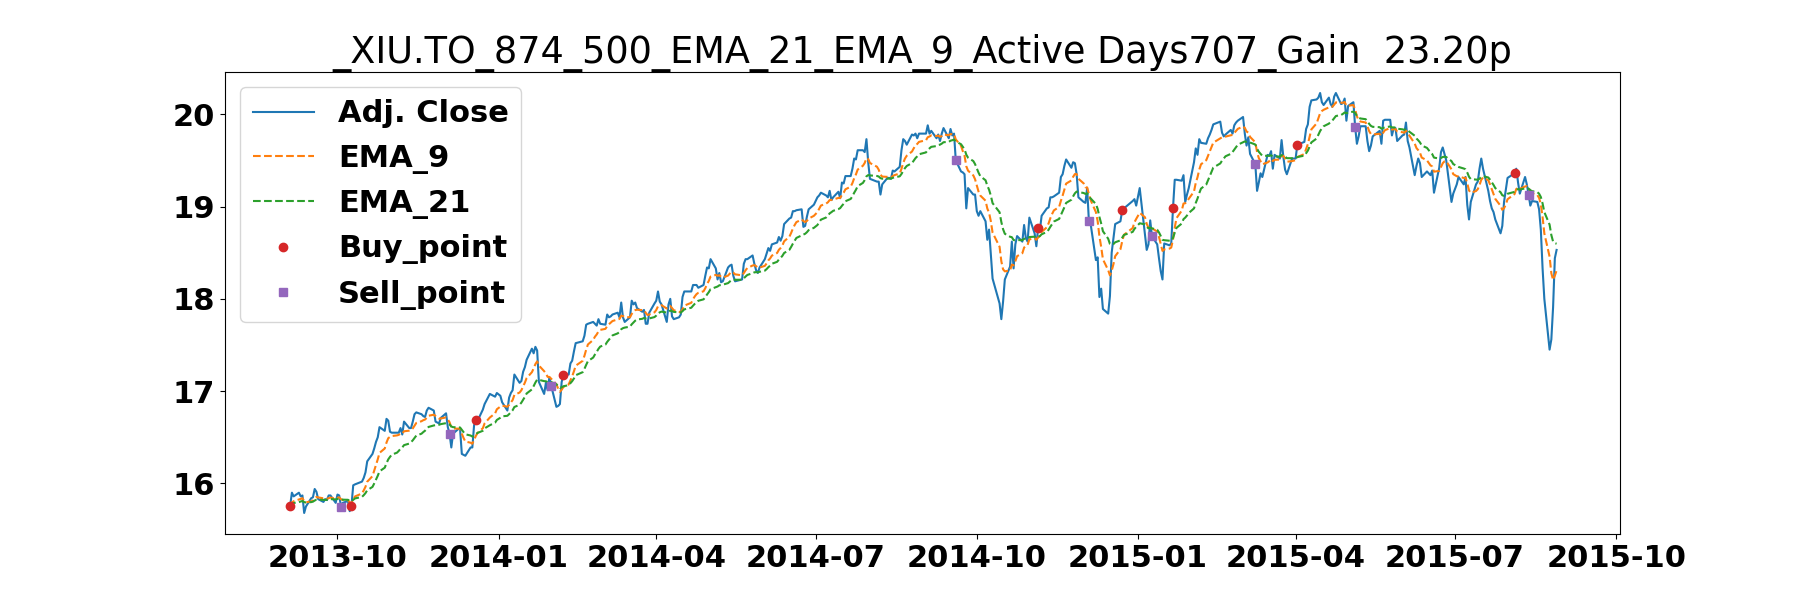 _XIU.TO_874_500_EMA_21_EMA_9_Active Days707_Gain  23.20p
Adj. Close
EMA_9
EMA_21
Buy_point
Sell_point
20
19
18
17
16
2013-10 2014-01 2014-04 2014-07 2014-10 2015-01 2015-04 2015-07 2015-10